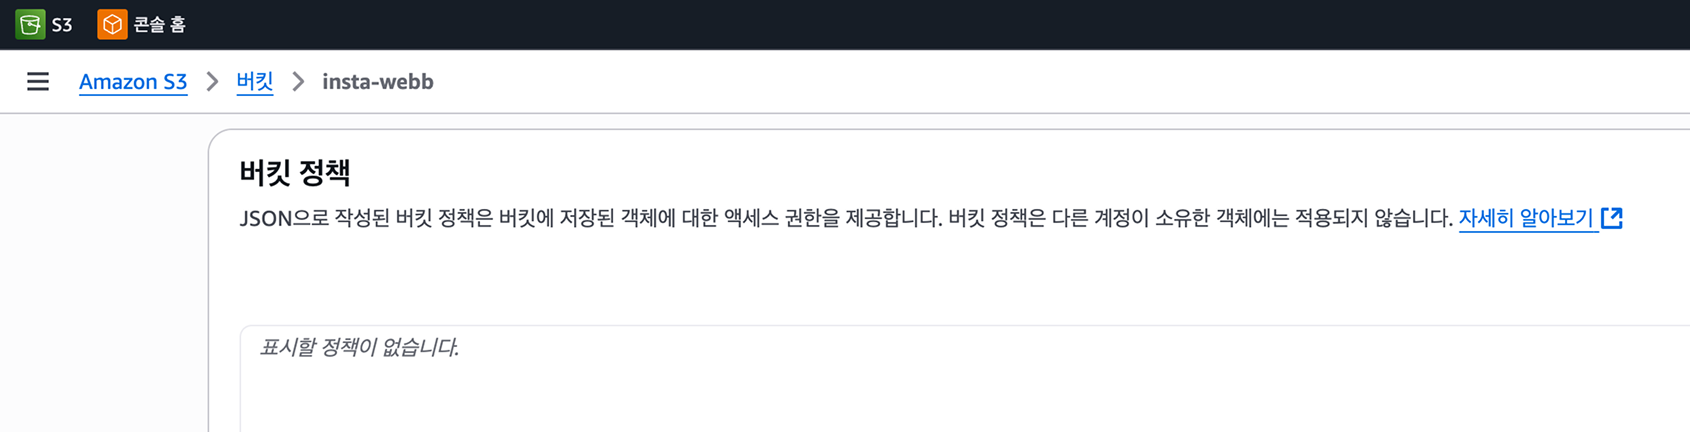 S3 콘솔 홈
Amazon S3 버킷 insta-webb
버킷 정책
JSON으로 작성된 버킷 정책은 버킷에 저장된 객체에 대한 액세스 권한을 제공합니다. 버킷 정책은 다른 계정이 소유한 객체에는 적용되지 않습니다. 자세히 알아보기
표시할 정책이 없습니다.